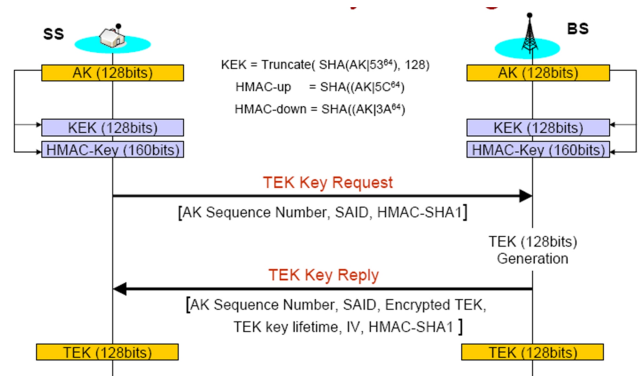 SS
BS
AK (128bits)
KEK = Truncate( SHA(AK|53⁶⁴), 128)
AK (128bits)
HMAC-up = SHA((AK|5C⁶⁴)
HMAC-down = SHA((AK|3A⁶⁴)
KEK (128bits)
KEK (128bits)
HMAC-Key (160bits)
HMAC-Key (160bits)
TEK Key Request
[AK Sequence Number, SAID, HMAC-SHA1]
TEK (128bits)
Generation
TEK Key Reply
[AK Sequence Number, SAID, Encrypted TEK,
TEK key lifetime, IV, HMAC-SHA1 ]
TEK (128bits)
TEK (128bits)